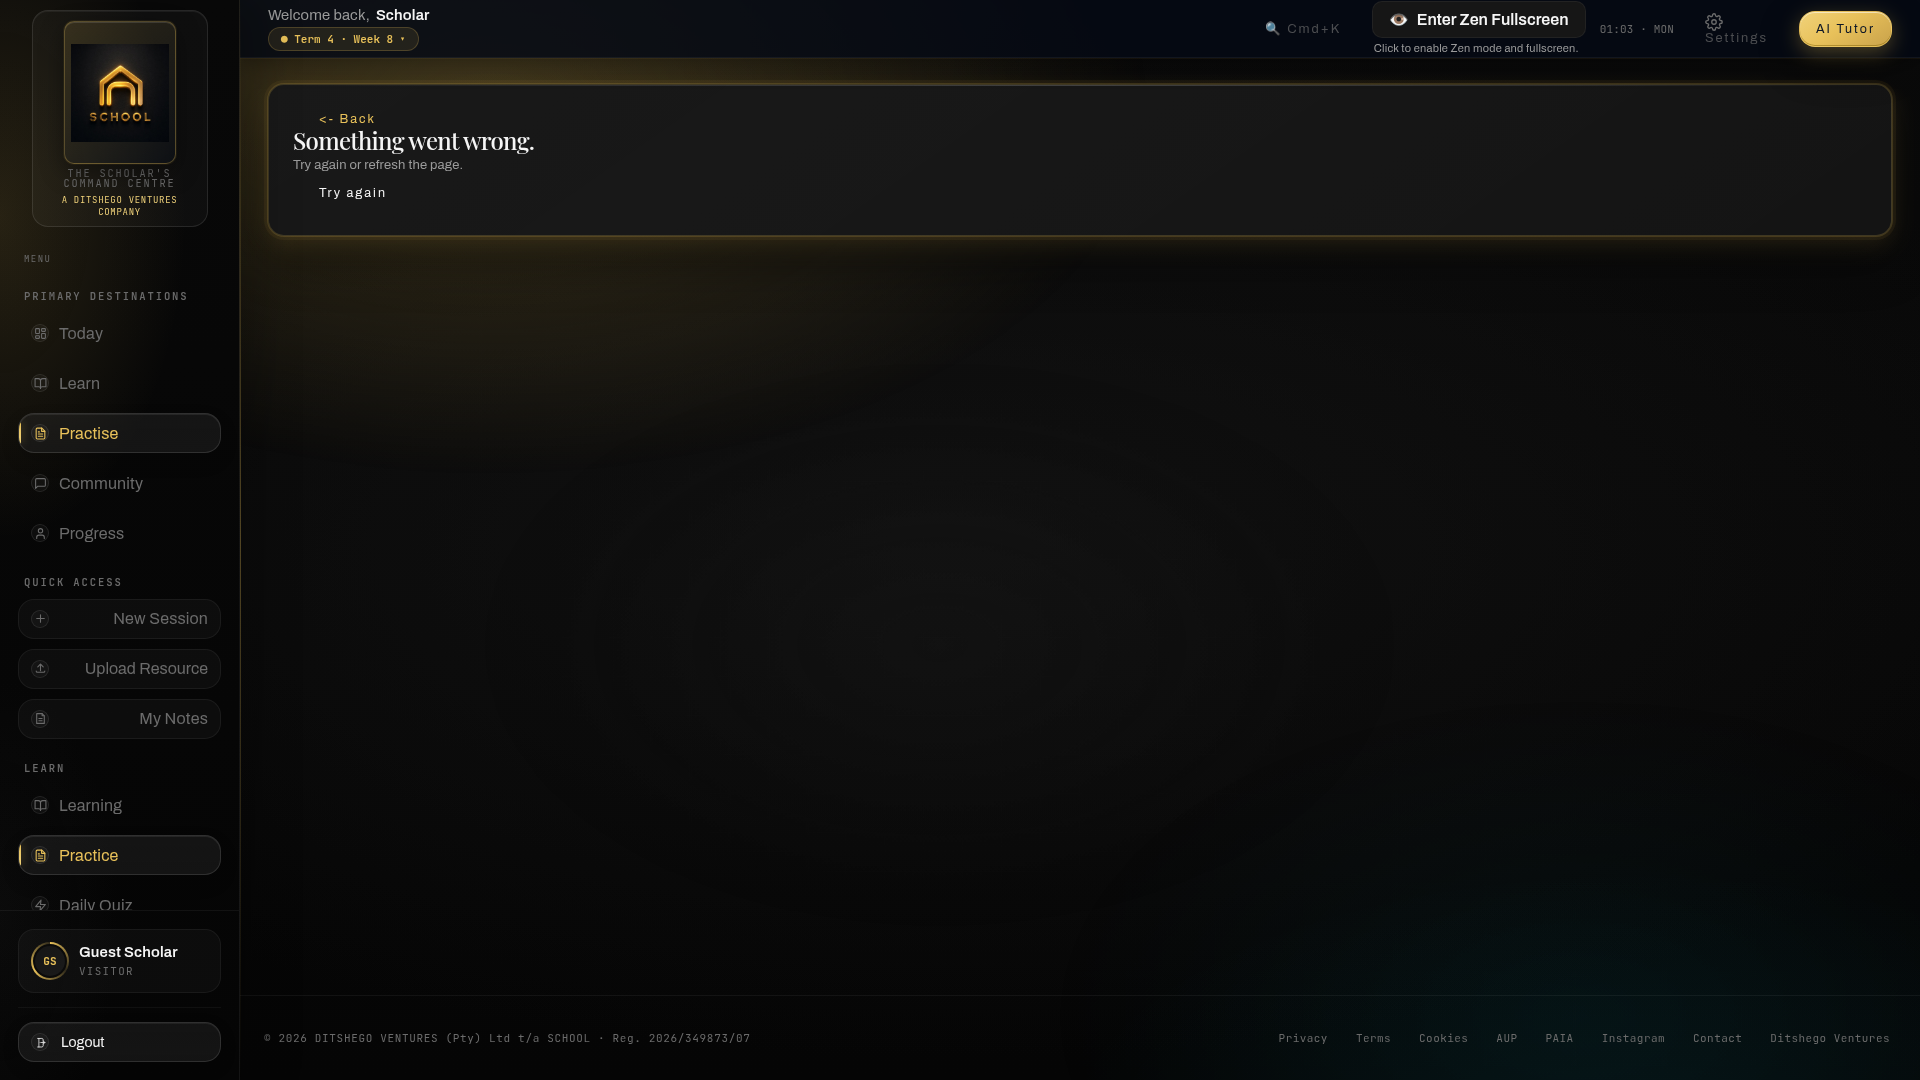 SCHOOL
THE SCHOLAR'S
COMMAND CENTRE
A DITSHEGO VENTURES
COMPANY
MENU
PRIMARY DESTINATIONS
Today
Learn
Practise
Community
Progress
QUICK ACCESS
New Session
Upload Resource
My Notes
LEARN
Learning
Practice
Daily Quiz
GS
Guest Scholar
VISITOR
Logout
Welcome back, Scholar
Term 4 · Week 8
Cmd+K
Enter Zen Fullscreen
Click to enable Zen mode and fullscreen.
01:03 · MON
Settings
AI Tutor
<- Back
Something went wrong.
Try again or refresh the page.
Try again
© 2026 DITSHEGO VENTURES (Pty) Ltd t/a SCHOOL · Reg. 2026/349873/07
Privacy Terms Cookies AUP PAIA Instagram Contact Ditshego Ventures